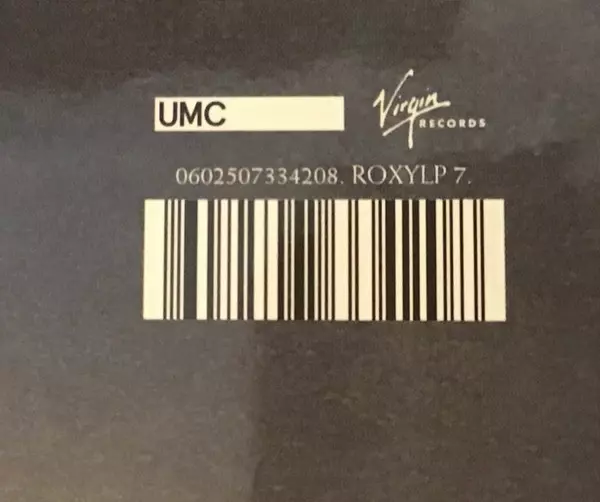 UMC
Virgin
RECORDS
0602507334208. ROXYLP 7.